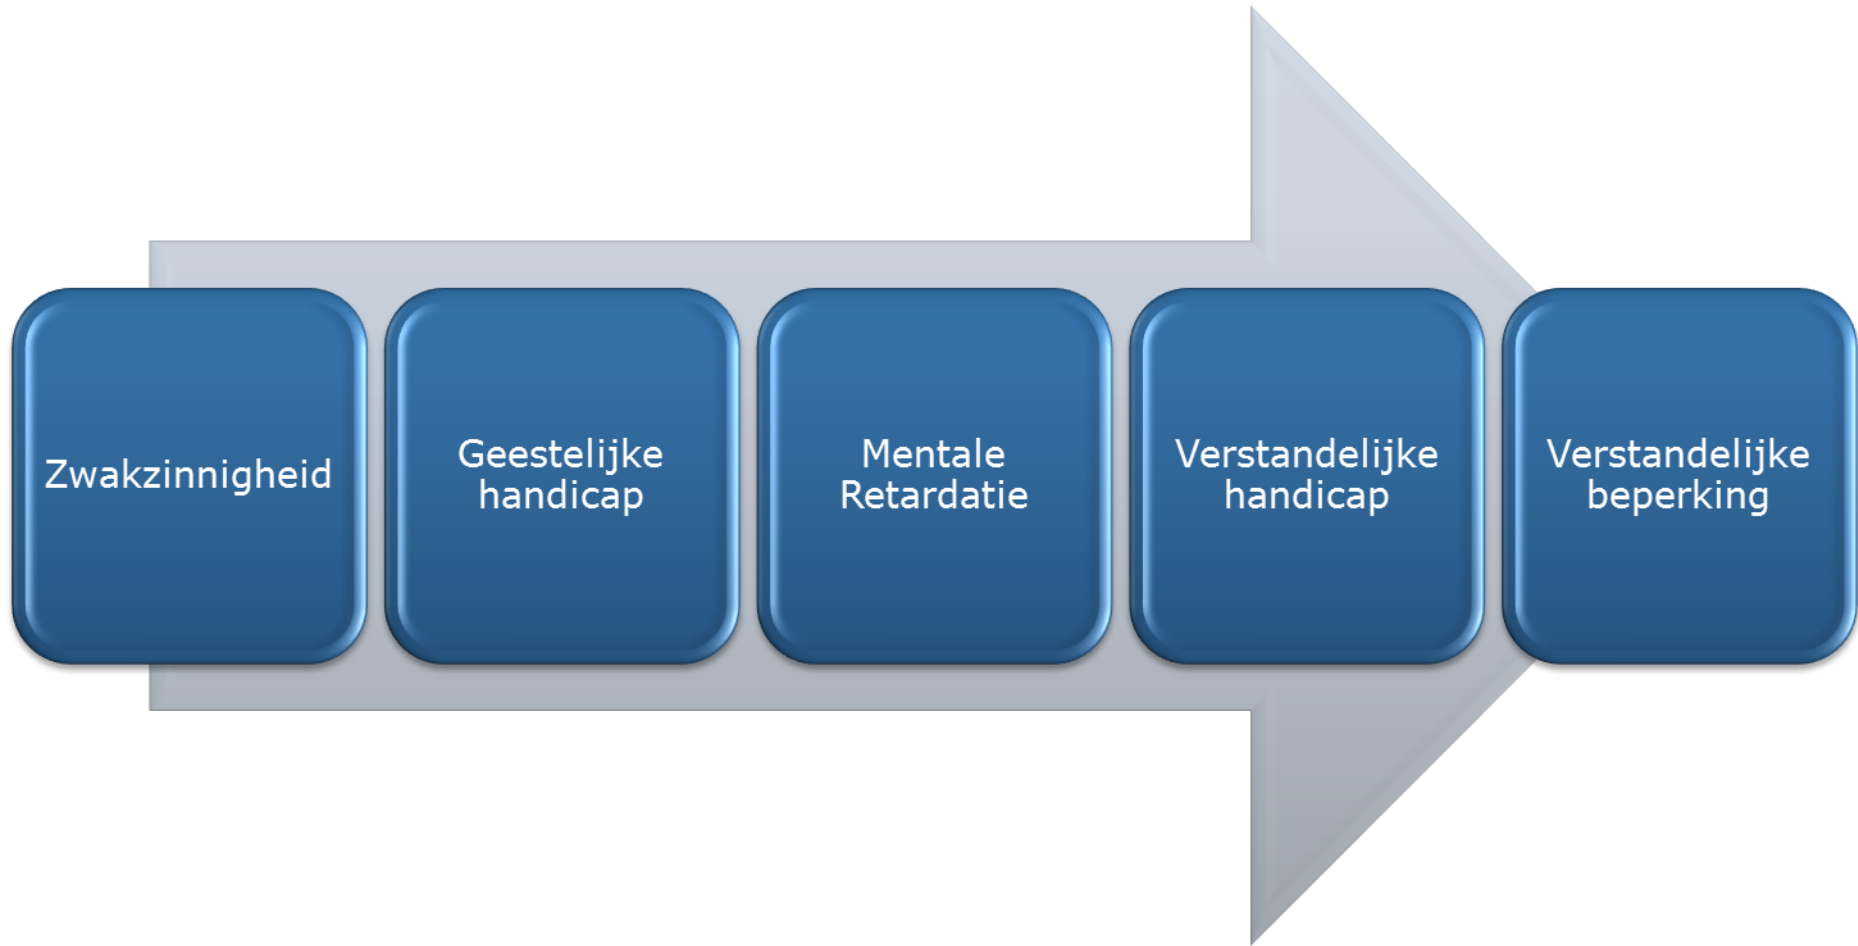 Zwakzinnigheid
Geestelijke
handicap
Mentale
Retardatie
Verstandelijke
handicap
Verstandelijke
beperking